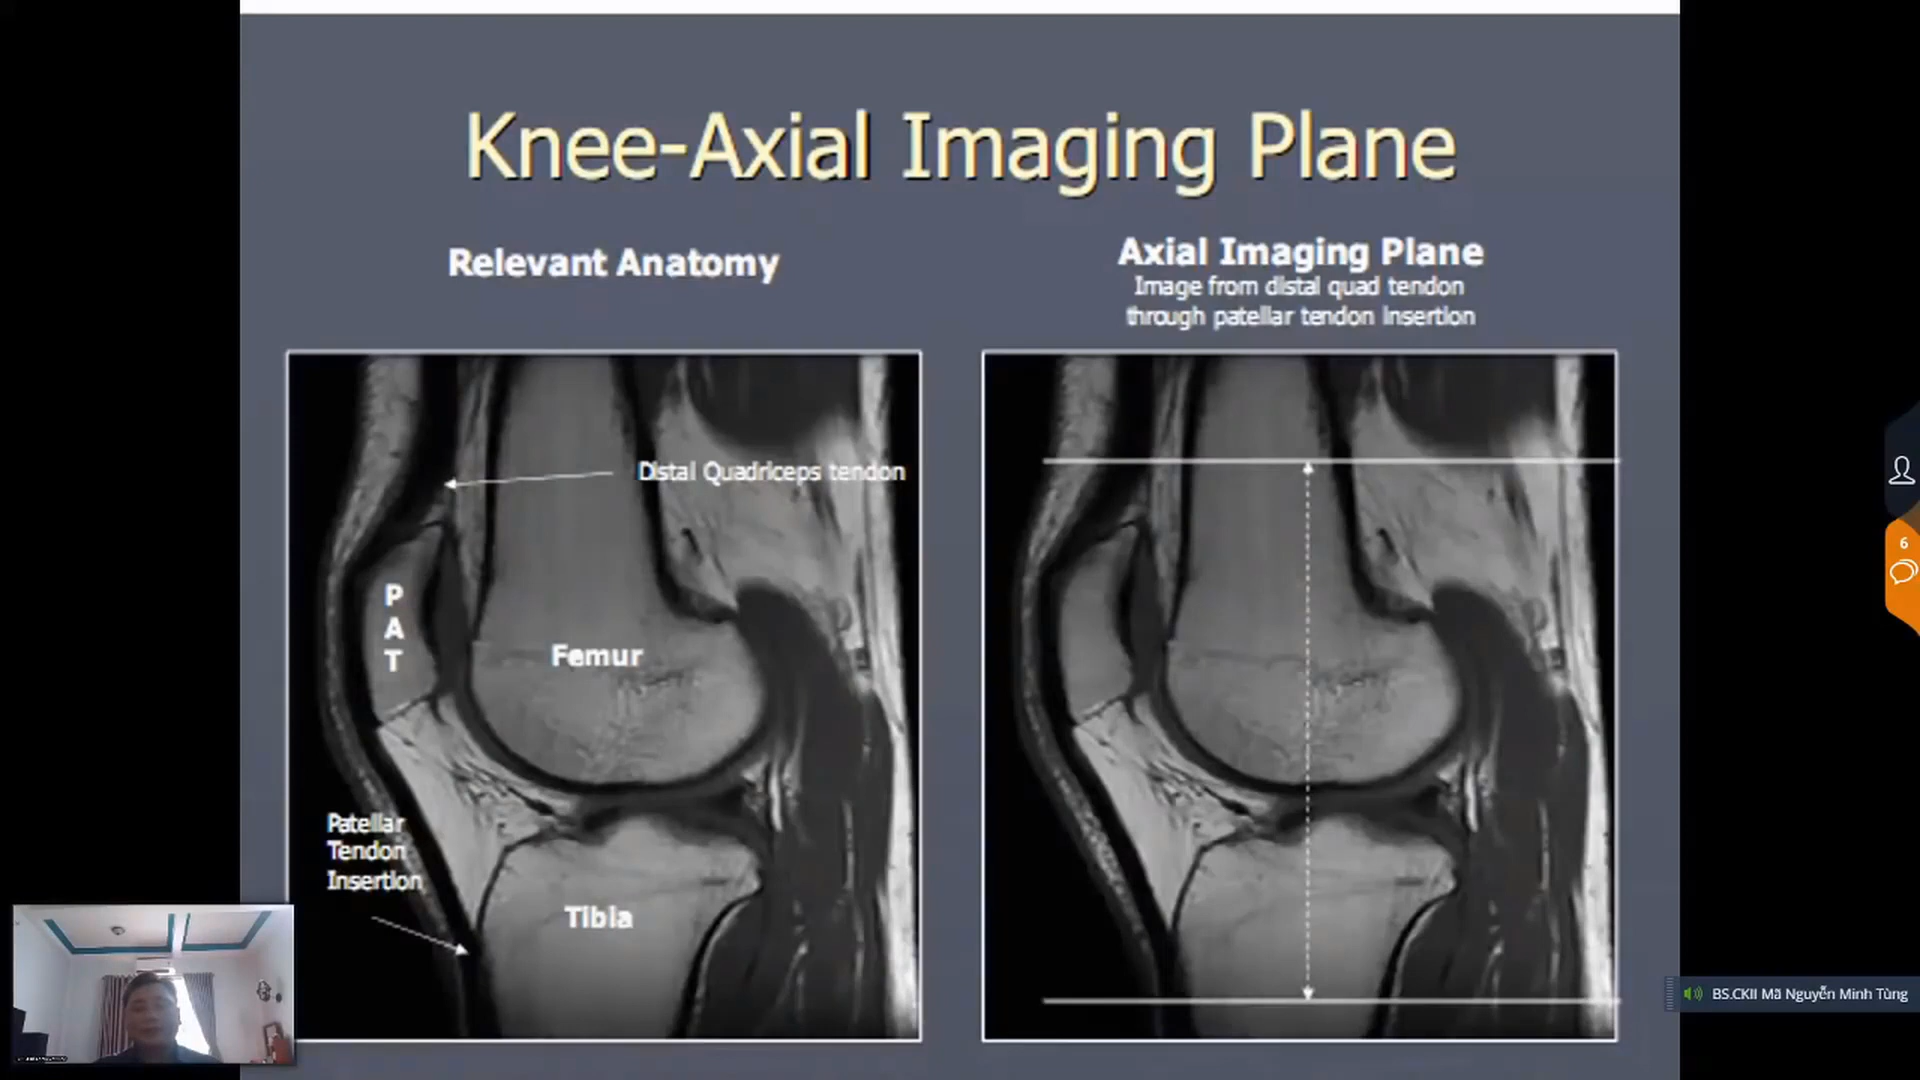 Knee-Axial Imaging Plane
Relevant Anatomy
Axial Imaging Plane
Image from distal quad tendon
through patellar tendon insertion
Distal Quadriceps tendon
P
A
T
Femur
Patellar
Tendon
Insertion
Tibia
6
BS.CKII Mã Nguyễn Minh Tùng